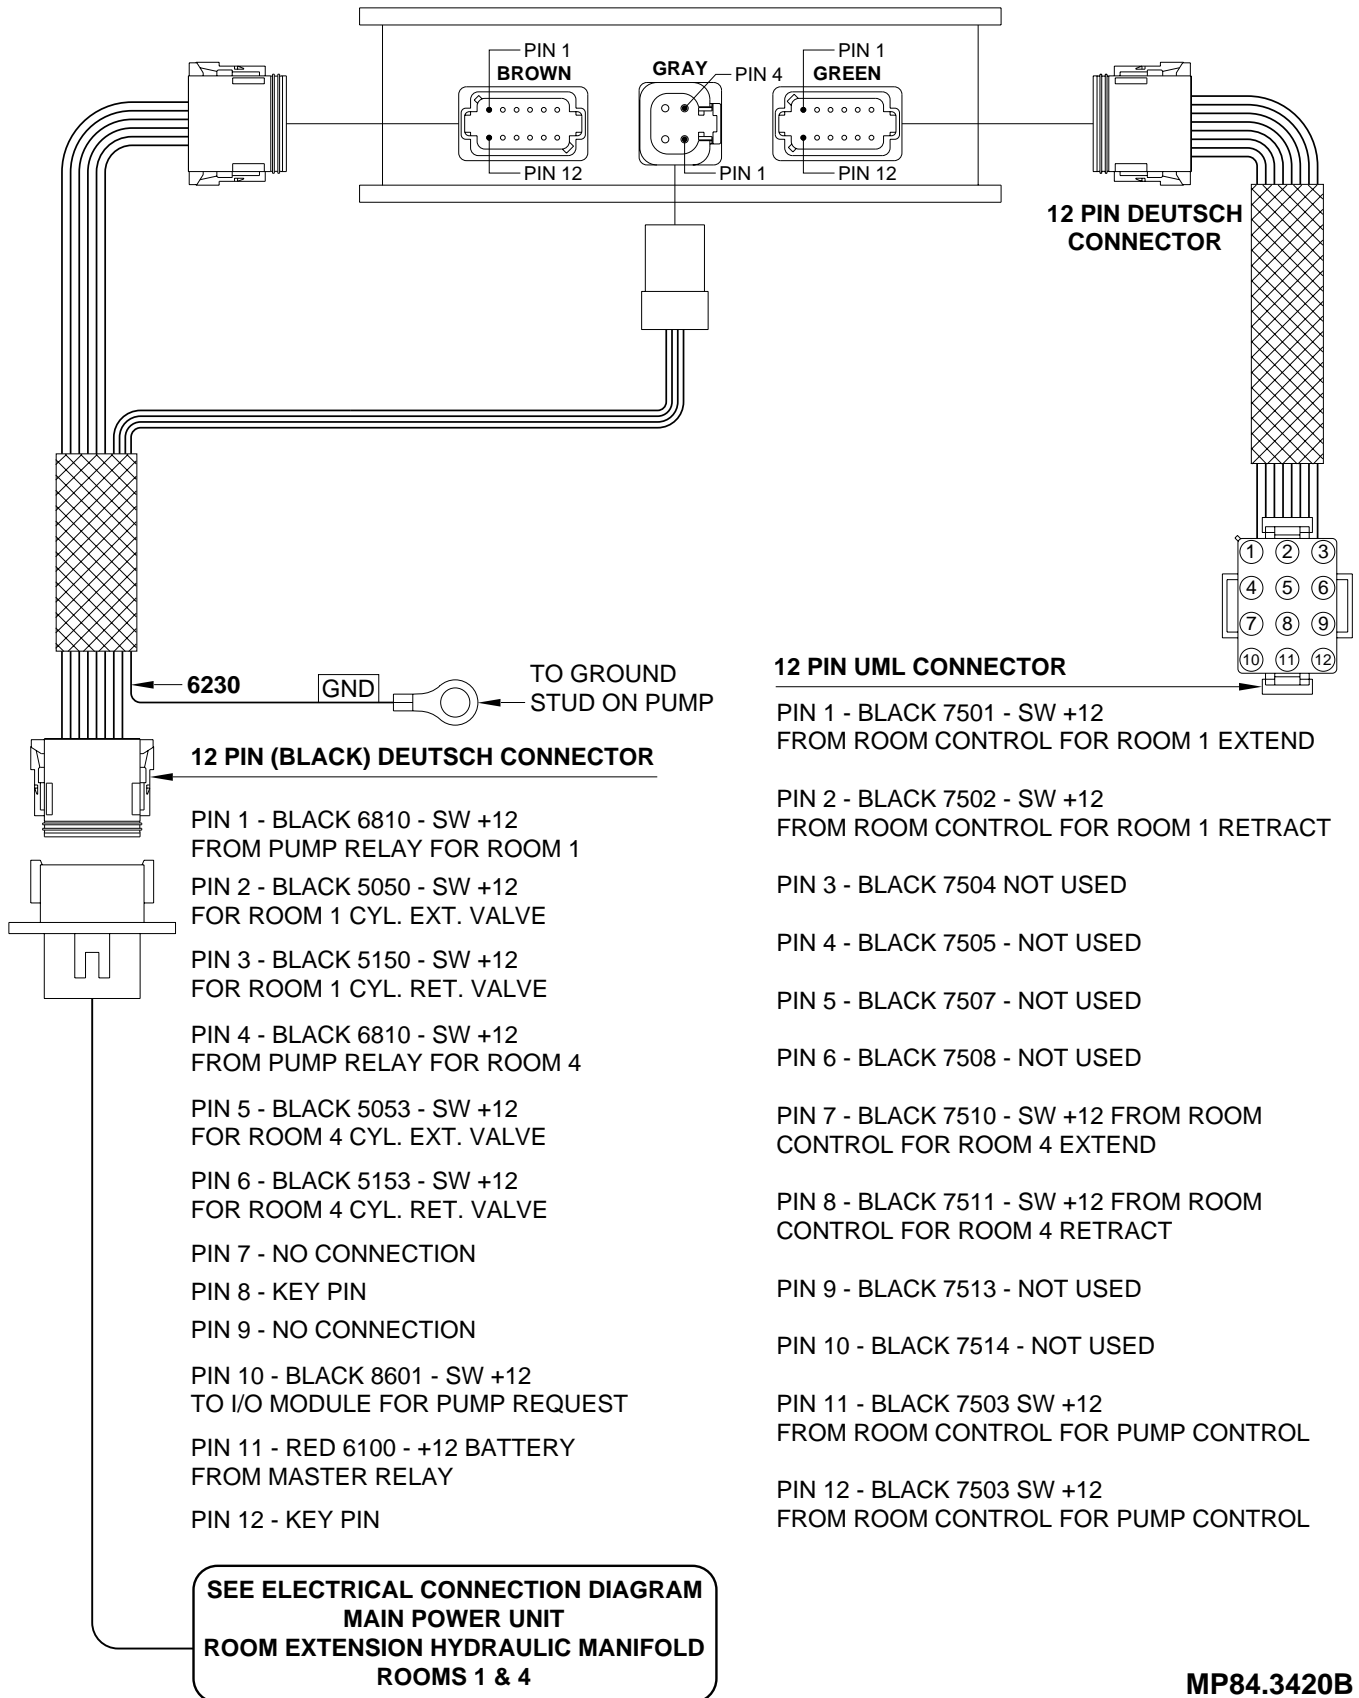 PIN 1
BROWN
PIN 12
GRAY
PIN 4
PIN 1
PIN 1
GREEN
PIN 12
12 PIN DEUTSCH
CONNECTOR
1 2 3
4 5 6
7 8 9
10 11 12
6230
GND
TO GROUND
STUD ON PUMP
12 PIN (BLACK) DEUTSCH CONNECTOR
PIN 1 - BLACK 6810 - SW +12
FROM PUMP RELAY FOR ROOM 1
PIN 2 - BLACK 5050 - SW +12
FOR ROOM 1 CYL. EXT. VALVE
PIN 3 - BLACK 5150 - SW +12
FOR ROOM 1 CYL. RET. VALVE
PIN 4 - BLACK 6810 - SW +12
FROM PUMP RELAY FOR ROOM 4
PIN 5 - BLACK 5053 - SW +12
FOR ROOM 4 CYL. EXT. VALVE
PIN 6 - BLACK 5153 - SW +12
FOR ROOM 4 CYL. RET. VALVE
PIN 7 - NO CONNECTION
PIN 8 - KEY PIN
PIN 9 - NO CONNECTION
PIN 10 - BLACK 8601 - SW +12
TO I/O MODULE FOR PUMP REQUEST
PIN 11 - RED 6100 - +12 BATTERY
FROM MASTER RELAY
PIN 12 - KEY PIN
12 PIN UML CONNECTOR
PIN 1 - BLACK 7501 - SW +12
FROM ROOM CONTROL FOR ROOM 1 EXTEND
PIN 2 - BLACK 7502 - SW +12
FROM ROOM CONTROL FOR ROOM 1 RETRACT
PIN 3 - BLACK 7504 NOT USED
PIN 4 - BLACK 7505 - NOT USED
PIN 5 - BLACK 7507 - NOT USED
PIN 6 - BLACK 7508 - NOT USED
PIN 7 - BLACK 7510 - SW +12 FROM ROOM
CONTROL FOR ROOM 4 EXTEND
PIN 8 - BLACK 7511 - SW +12 FROM ROOM
CONTROL FOR ROOM 4 RETRACT
PIN 9 - BLACK 7513 - NOT USED
PIN 10 - BLACK 7514 - NOT USED
PIN 11 - BLACK 7503 SW +12
FROM ROOM CONTROL FOR PUMP CONTROL
PIN 12 - BLACK 7503 SW +12
FROM ROOM CONTROL FOR PUMP CONTROL
SEE ELECTRICAL CONNECTION DIAGRAM
MAIN POWER UNIT
ROOM EXTENSION HYDRAULIC MANIFOLD
ROOMS 1 & 4
MP84.3420B